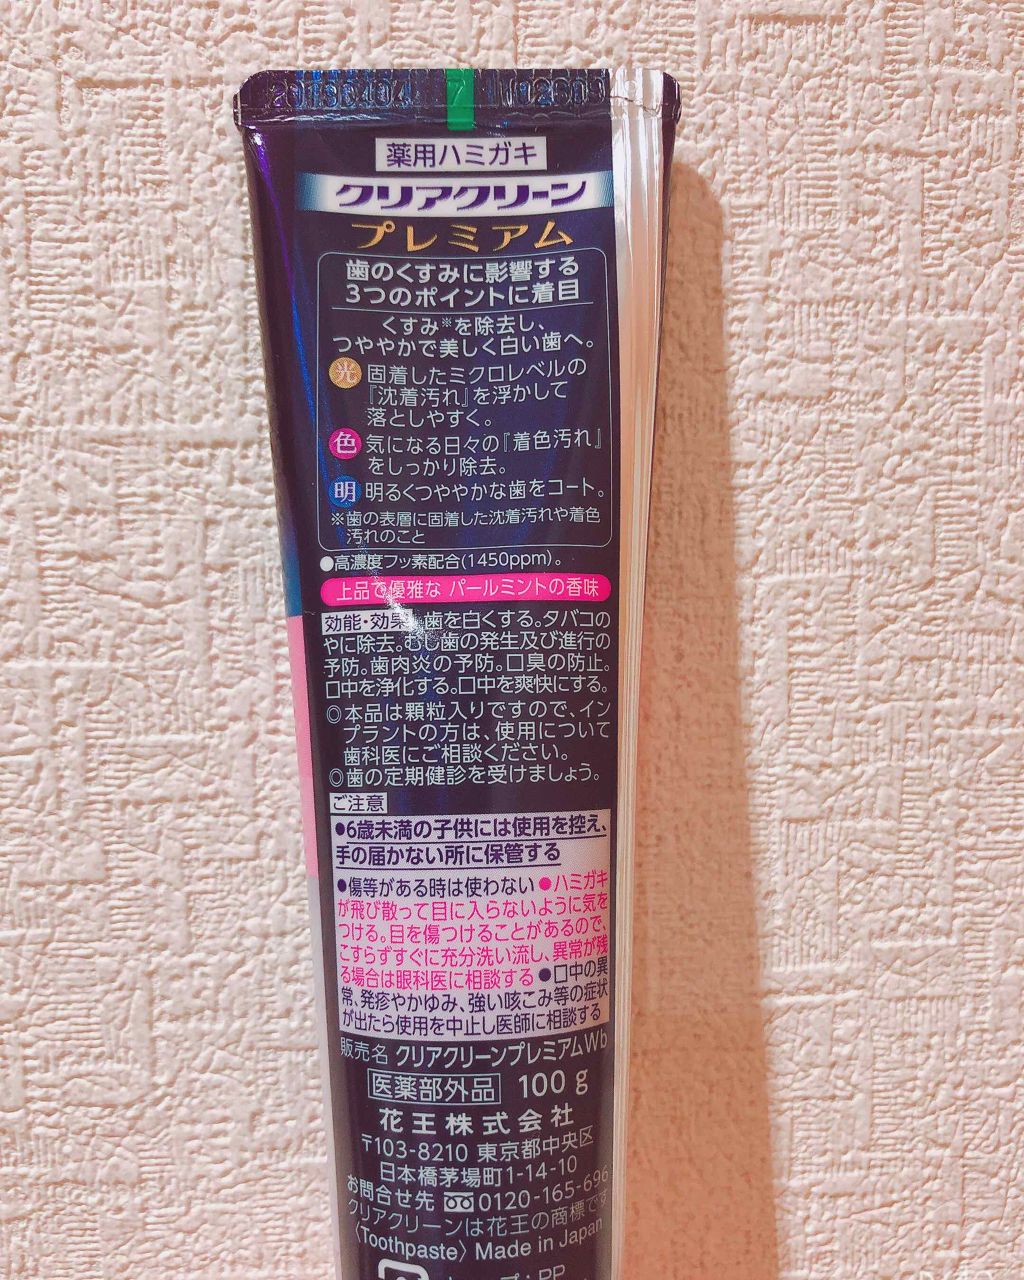 薬用ハミガキ
クリアクリーン
プレミアム
歯のくすみに影響する
3つのポイントに着目
くすみ※を除去し、
つややかで美しく白い歯へ。
光 固着したミクロレベルの
『沈着汚れ』を浮かして
落としやすく。
色 気になる日々の『着色汚れ』
をしっかり除去。
明 明るくつややかな歯をコート。
※歯の表層に固着した沈着汚れや着色
汚れのこと
●高濃度フッ素配合(1450ppm)。
上品で優雅な パールミントの香味
効能・効果 歯を白くする。タバコの
やに除去。むし歯の発生及び進行の
予防。歯肉炎の予防。口臭の防止。
口中を浄化する。口中を爽快にする。
◎本品は顆粒入りですので、イン
プラントの方は、使用について
歯科医にご相談ください。
◎歯の定期健診を受けましょう。
ご注意
●6歳未満の子供には使用を控え、
手の届かない所に保管する
●傷等がある時は使わない ●ハミガキ
が飛び散って目に入らないように気を
つける。目を傷つけることがあるので、
こすらずすぐに充分洗い流し、異常が残
る場合は眼科医に相談する ●口中の異
常、発疹やかゆみ、強い咳こみ等の症状
が出たら使用を中止し医師に相談する
販売名 クリアクリーンプレミアムWb
医薬部外品 100g
花王株式会社
〒103-8210 東京都中央区
日本橋茅場町1-14-10
お問合せ先 0120-165-696
クリアクリーンは花王の商標です
〈Toothpaste〉 Made in Japan